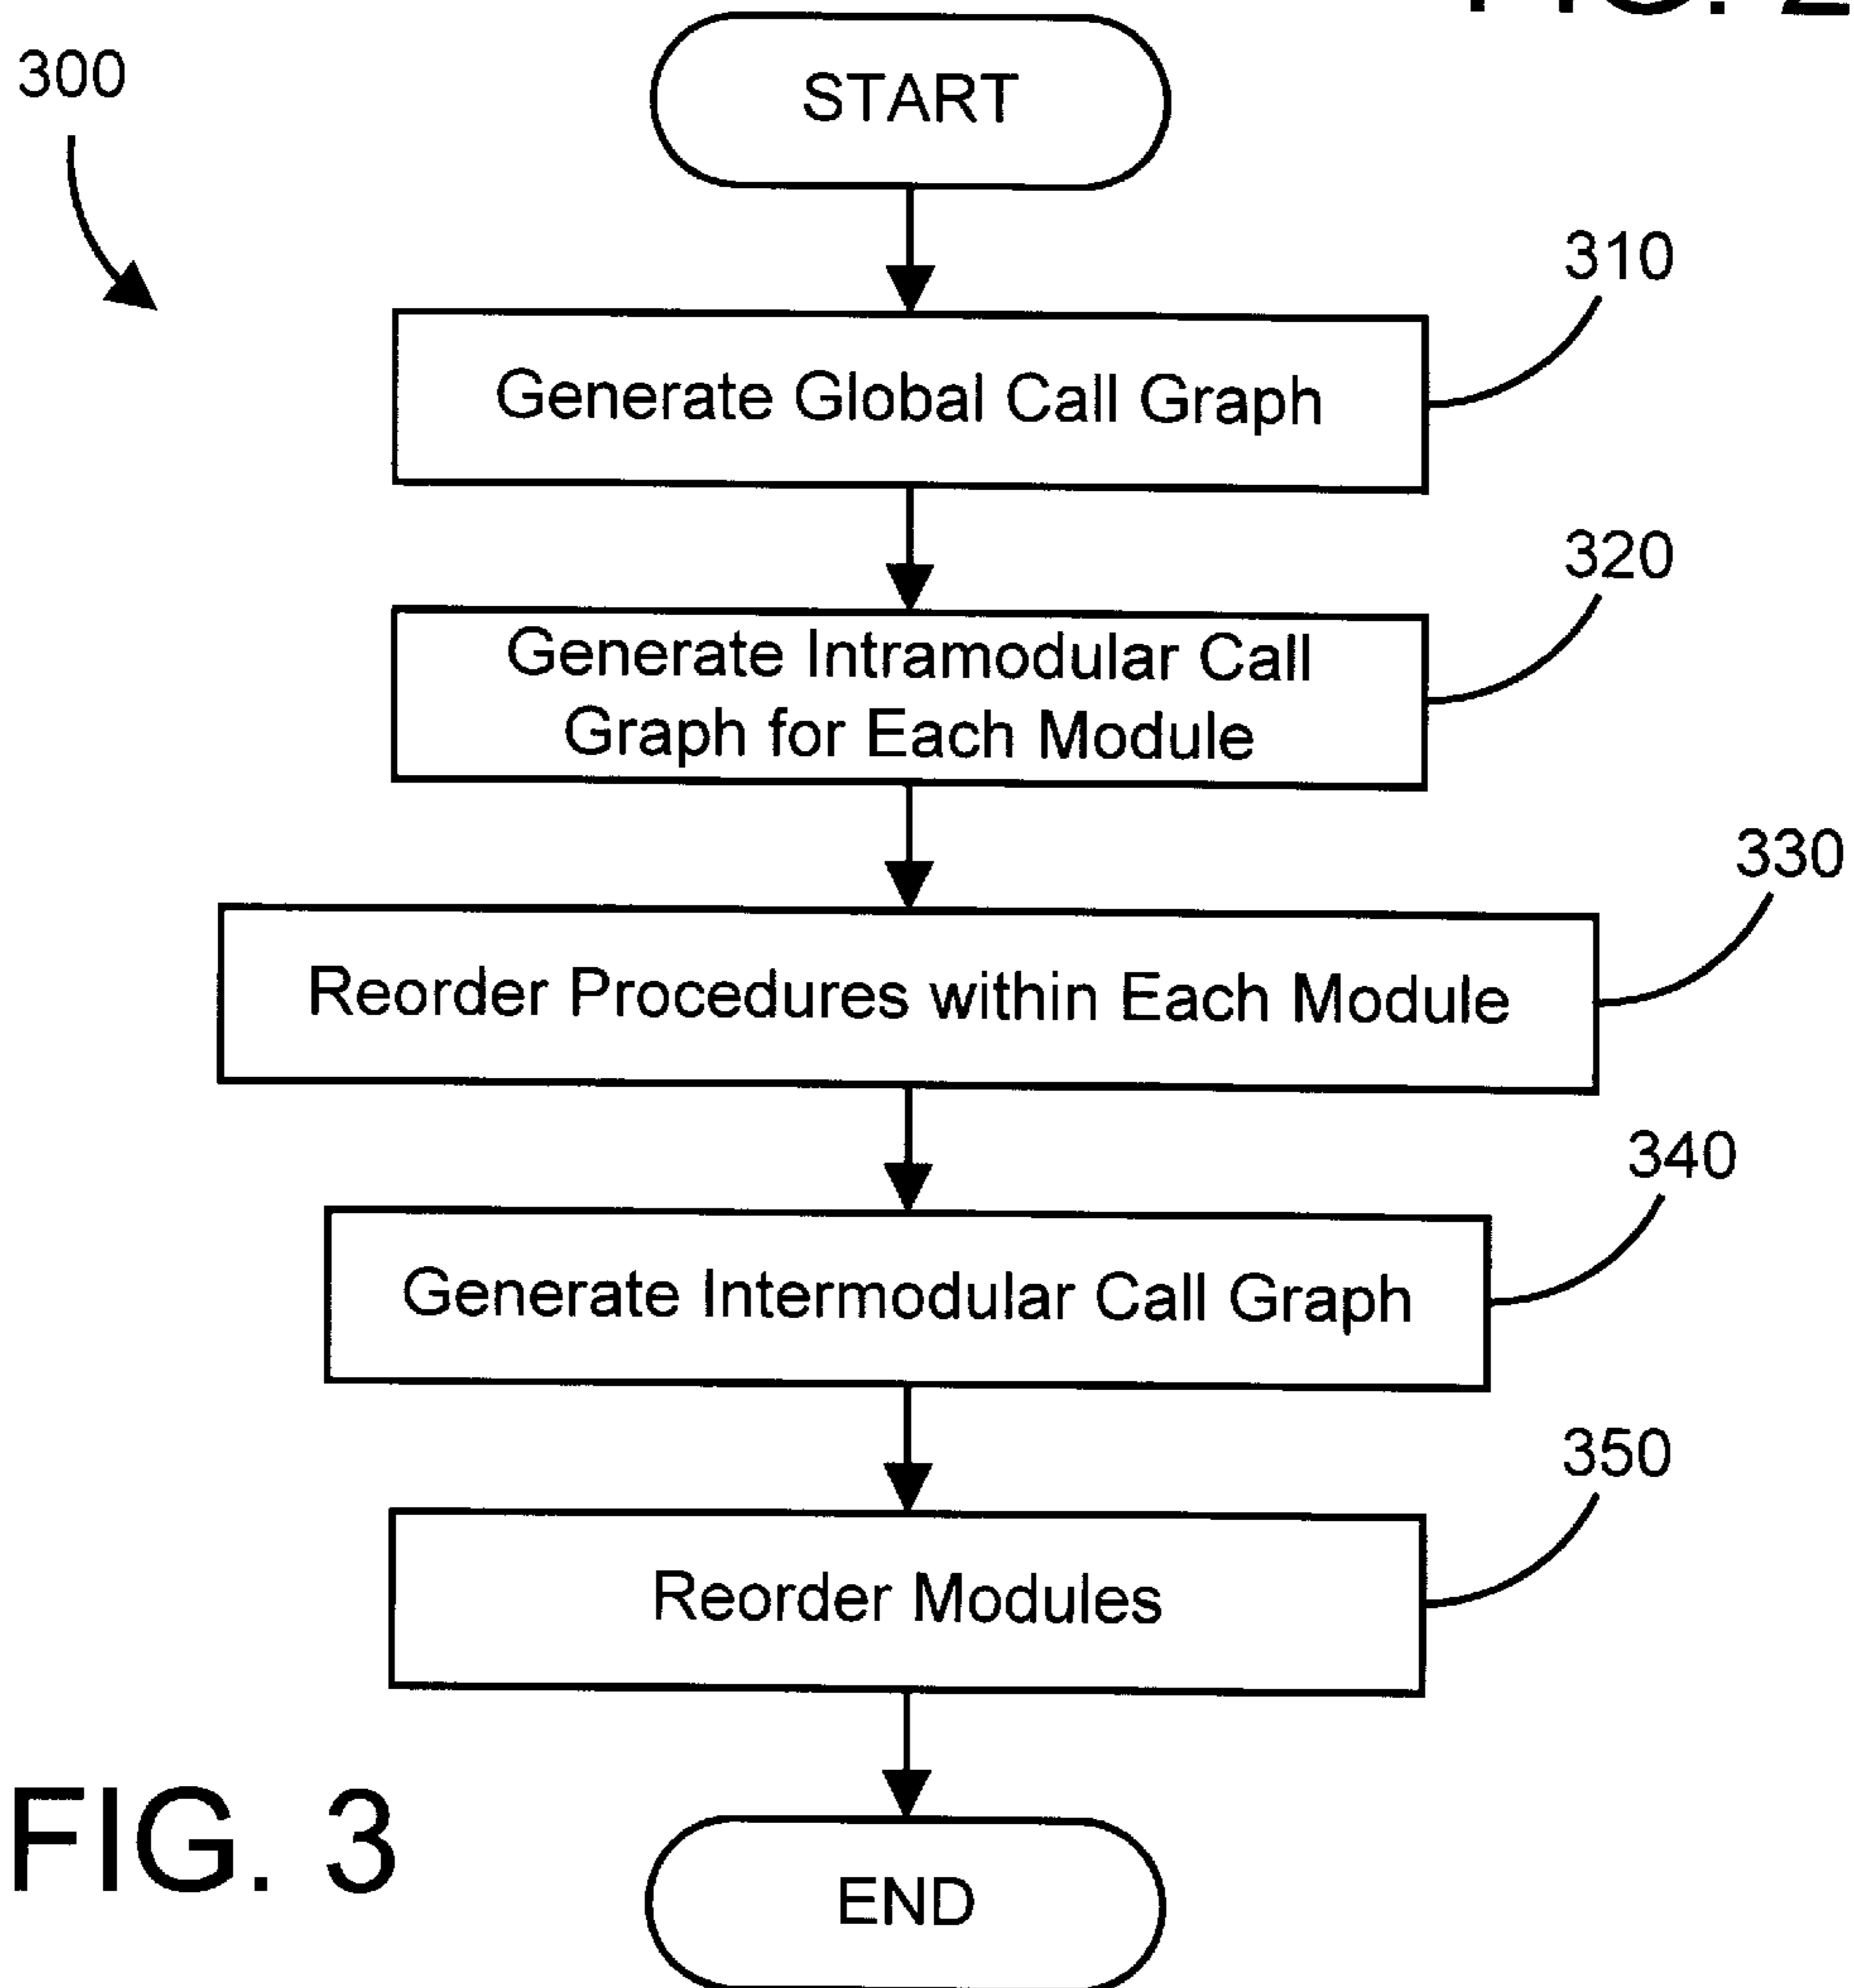 300
START
310
Generate Global Call Graph
320
Generate Intramodular Call
Graph for Each Module
330
Reorder Procedures within Each Module
340
Generate Intermodular Call Graph
350
Reorder Modules
FIG. 3
END